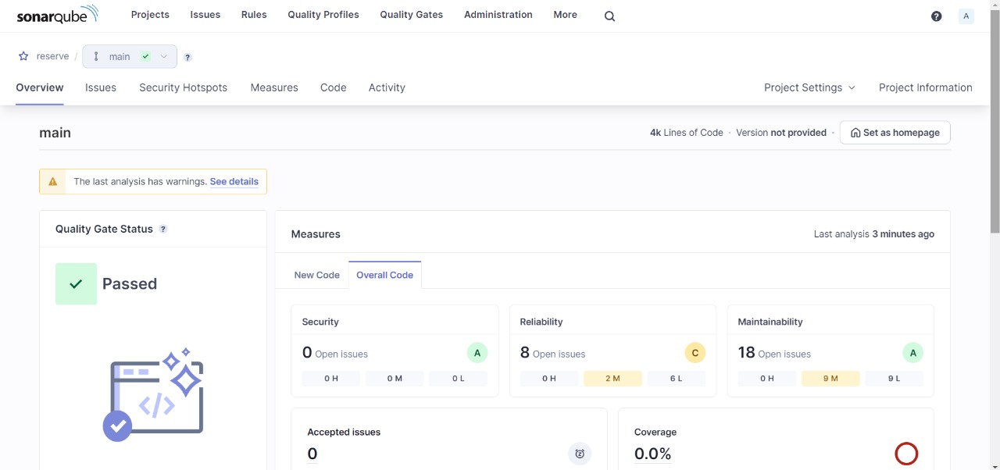 sonarqube Projects Issues Rules Quality Profiles Quality Gates Administration More ? A
reserve / main ?
Overview Issues Security Hotspots Measures Code Activity Project Settings Project Information
main 4k Lines of Code · Version not provided · Set as homepage
The last analysis has warnings. See details
Quality Gate Status ?
Passed
</>
Measures Last analysis 3 minutes ago
New Code Overall Code
Security
0 Open issues A
0 H 0 M 0 L
Reliability
8 Open issues C
0 H 2 M 6 L
Maintainability
18 Open issues A
0 H 9 M 9 L
Accepted issues
0
Coverage
0.0%